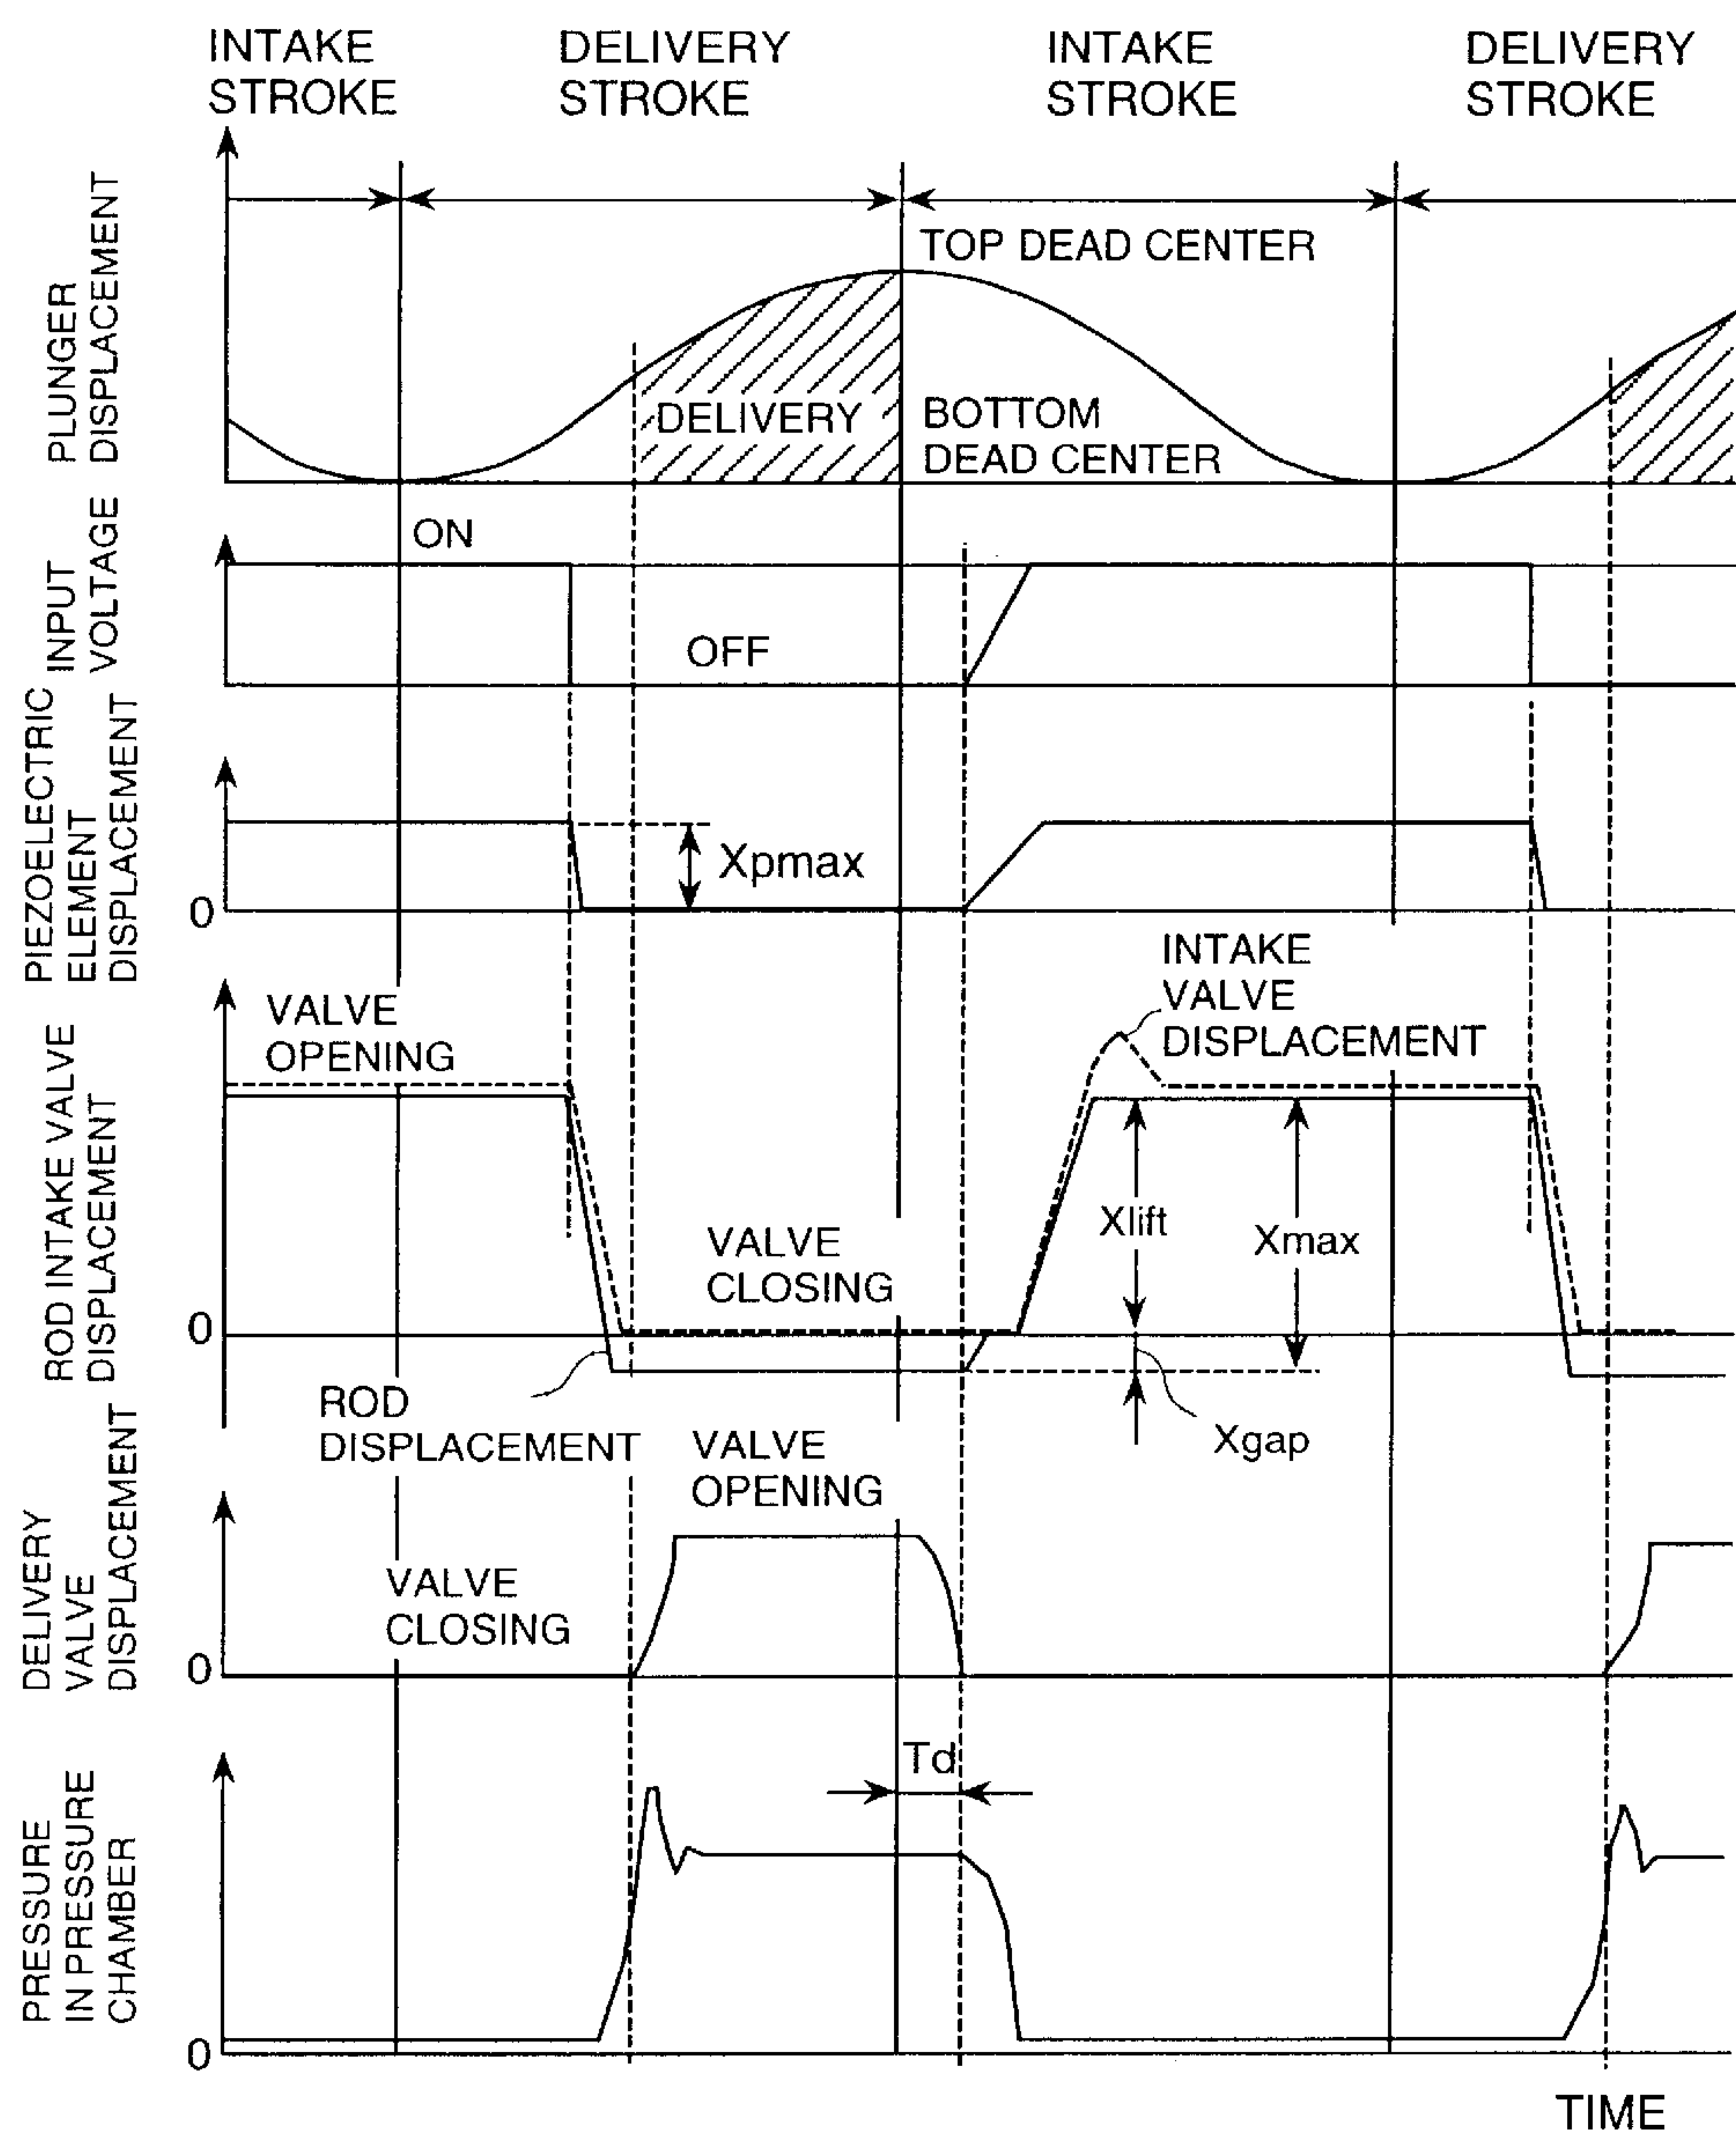 INTAKE
STROKE
DELIVERY
STROKE
INTAKE
STROKE
DELIVERY
STROKE
PLUNGER
DISPLACEMENT
TOP DEAD CENTER
DELIVERY
BOTTOM
DEAD CENTER
INPUT
VOLTAGE
ON
OFF
PIEZOELECTRIC
ELEMENT
DISPLACEMENT
Xpmax
0
ROD INTAKE VALVE
DISPLACEMENT
VALVE
OPENING
INTAKE
VALVE
DISPLACEMENT
VALVE
CLOSING
Xlift
Xmax
0
ROD
DISPLACEMENT
Xgap
DELIVERY
VALVE
DISPLACEMENT
VALVE
OPENING
VALVE
CLOSING
0
PRESSURE
IN PRESSURE
CHAMBER
Td
0
TIME